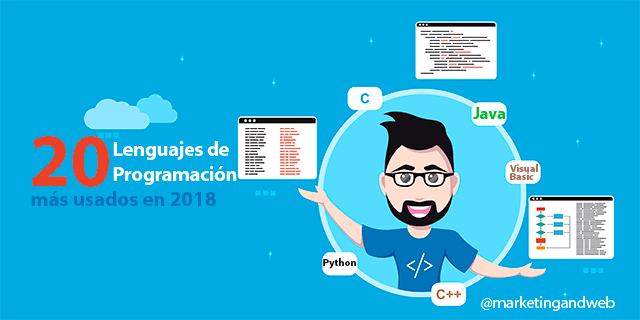 20 Lenguajes de
Programación
más usados en 2018
C
Java
Visual
Basic
Python
C++
</>
@marketingandweb